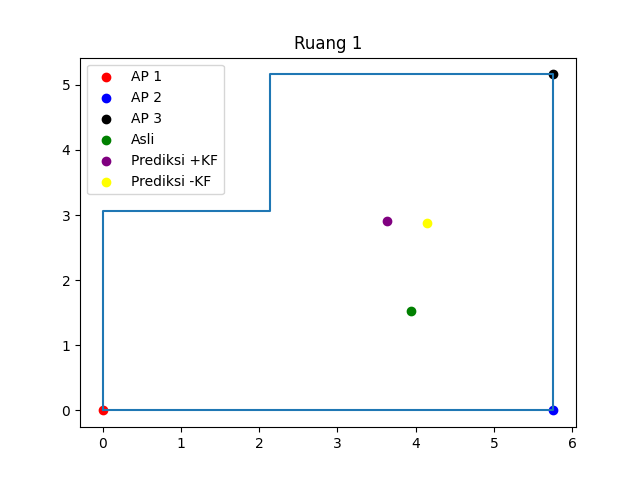 Ruang 1
AP 1
AP 2
AP 3
Asli
Prediksi +KF
Prediksi -KF
5
4
3
2
1
0
0 1 2 3 4 5 6